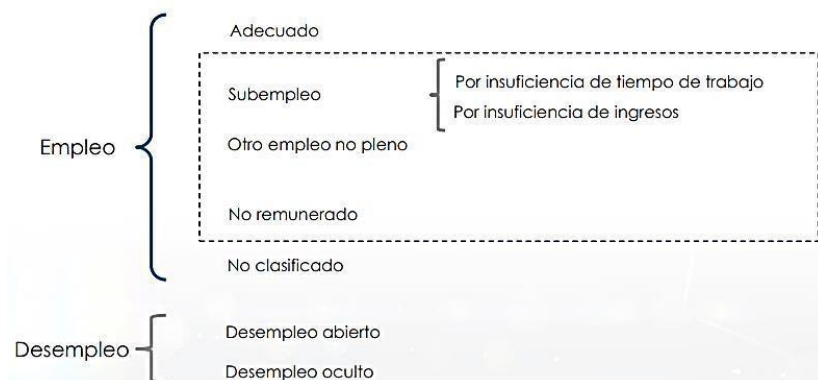 Adecuado
Subempleo
Por insuficiencia de tiempo de trabajo
Por insuficiencia de ingresos
Empleo
Otro empleo no pleno
No remunerado
No clasificado
Desempleo
Desempleo abierto
Desempleo oculto